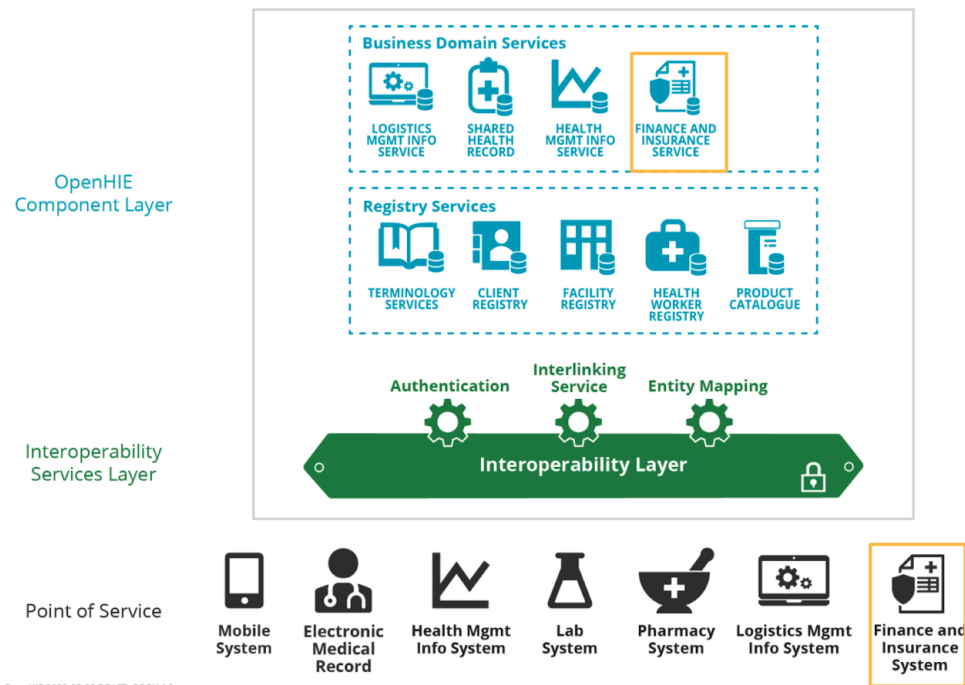 Business Domain Services
LOGISTICS
MGMT INFO
SERVICE
SHARED
HEALTH
RECORD
HEALTH
MGMT INFO
SERVICE
FINANCE AND
INSURANCE
SERVICE
OpenHIE
Component Layer
Registry Services
TERMINOLOGY
SERVICES
CLIENT
REGISTRY
FACILITY
REGISTRY
HEALTH
WORKER
REGISTRY
PRODUCT
CATALOGUE
Authentication
Interlinking
Service
Entity Mapping
Interoperability
Services Layer
Interoperability Layer
Point of Service
Mobile
System
Electronic
Medical
Record
Health Mgmt
Info System
Lab
System
Pharmacy
System
Logistics Mgmt
Info System
Finance and
Insurance
System